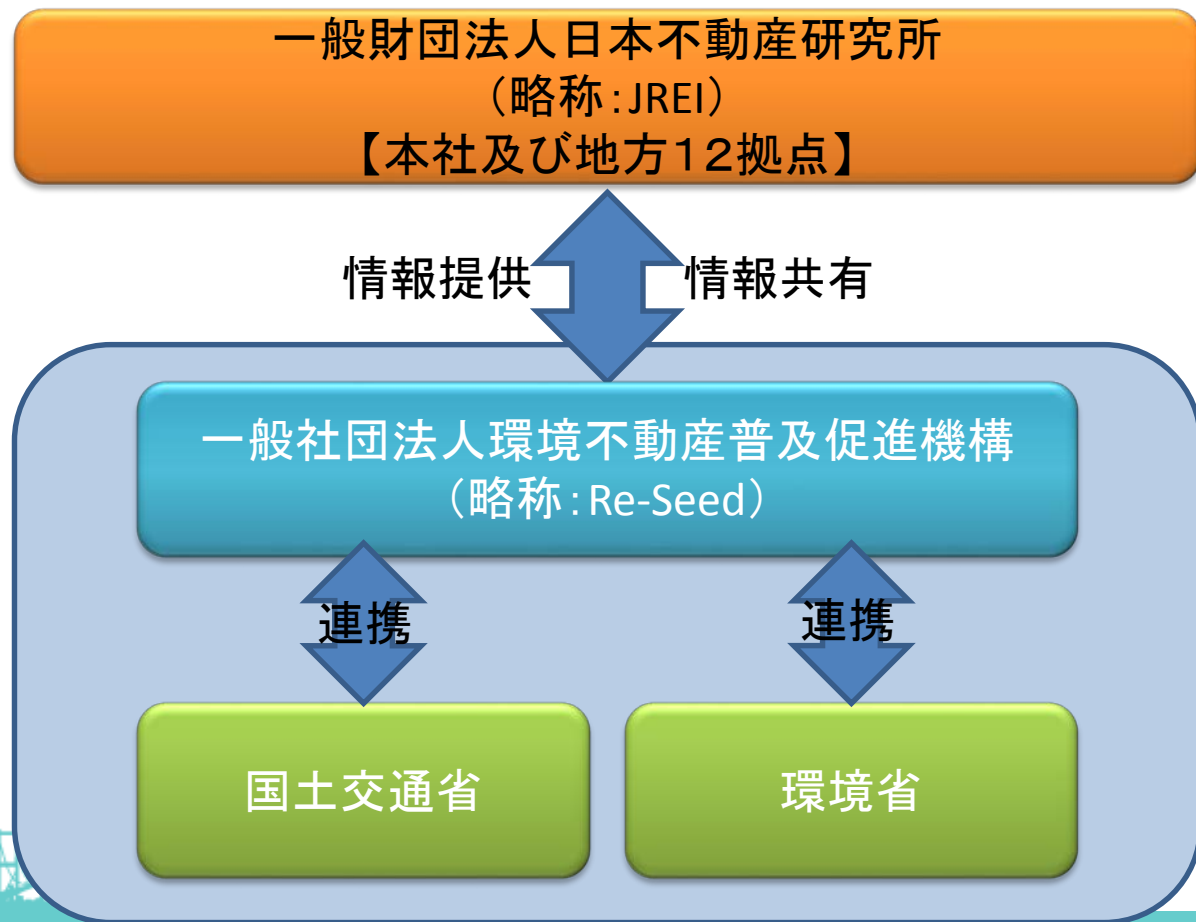 一般財団法人日本不動産研究所
（略称：JREI）
【本社及び地方１２拠点】
情報提供
情報共有
一般社団法人環境不動産普及促進機構
（略称：Re-Seed）
連携
連携
国土交通省
環境省